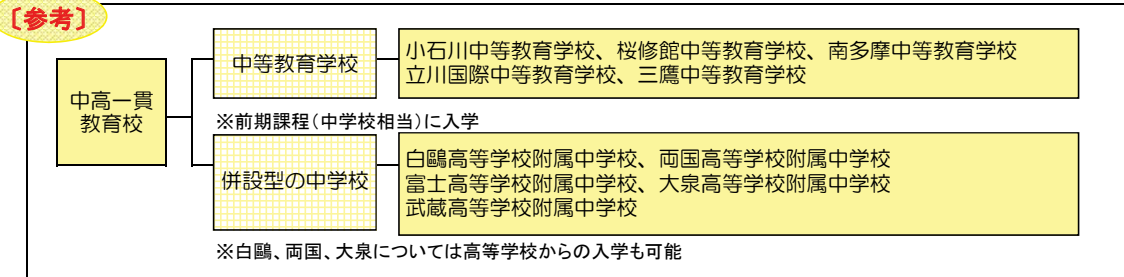 〔参考〕
中高一貫
教育校
中等教育学校
小石川中等教育学校、桜修館中等教育学校、南多摩中等教育学校
立川国際中等教育学校、三鷹中等教育学校
※前期課程(中学校相当)に入学
併設型の中学校
白鷗高等学校附属中学校、両国高等学校附属中学校
富士高等学校附属中学校、大泉高等学校附属中学校
武蔵高等学校附属中学校
※白鷗、両国、大泉については高等学校からの入学も可能